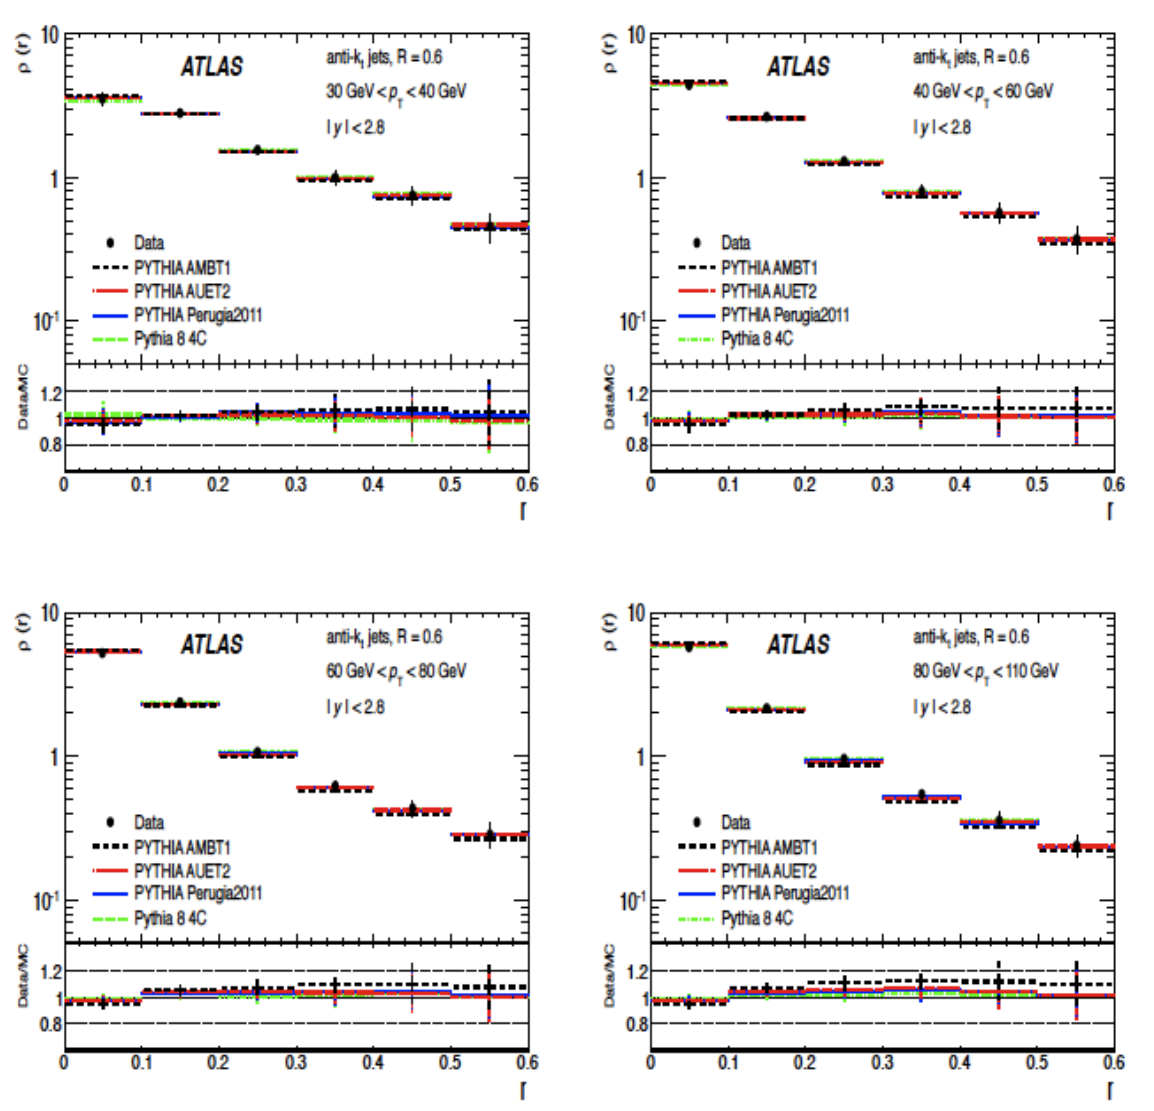 10
ρ (r)
ATLAS
anti-kt jets, R = 0.6
30 GeV < pT < 40 GeV
| y | < 2.8
1
Data
PYTHIA AMBT1
PYTHIA AUET2
PYTHIA Perugia2011
Pythia 8 4C
10-1
Data/MC
1.2
1
0.8
0 0.1 0.2 0.3 0.4 0.5 0.6
r
10
ρ (r)
ATLAS
anti-kt jets, R = 0.6
40 GeV < pT < 60 GeV
| y | < 2.8
1
Data
PYTHIA AMBT1
PYTHIA AUET2
PYTHIA Perugia2011
Pythia 8 4C
10-1
Data/MC
1.2
1
0.8
0 0.1 0.2 0.3 0.4 0.5 0.6
r
10
ρ (r)
ATLAS
anti-kt jets, R = 0.6
60 GeV < pT < 80 GeV
| y | < 2.8
1
Data
PYTHIA AMBT1
PYTHIA AUET2
PYTHIA Perugia2011
Pythia 8 4C
10-1
Data/MC
1.2
1
0.8
0 0.1 0.2 0.3 0.4 0.5 0.6
r
10
ρ (r)
ATLAS
anti-kt jets, R = 0.6
80 GeV < pT < 110 GeV
| y | < 2.8
1
Data
PYTHIA AMBT1
PYTHIA AUET2
PYTHIA Perugia2011
Pythia 8 4C
10-1
Data/MC
1.2
1
0.8
0 0.1 0.2 0.3 0.4 0.5 0.6
r